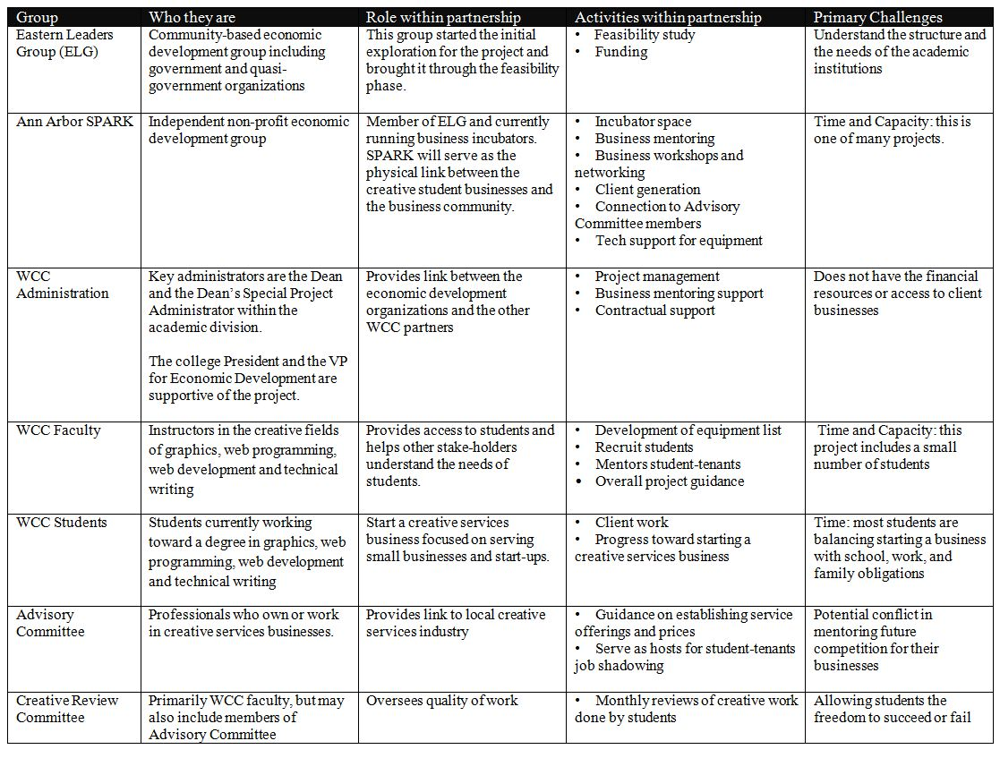 Group
Who they are
Role within partnership
Activities within partnership
Primary Challenges
Eastern Leaders
Group (ELG)
Community-based economic
development group including
government and quasi-
government organizations
This group started the initial
exploration for the project and
brought it through the feasibility
phase.
• Feasibility study
• Funding
Understand the structure and
the needs of the academic
institutions
Ann Arbor SPARK
Independent non-profit economic
development group
Member of ELG and currently
running business incubators.
SPARK will serve as the
physical link between the
creative student businesses and
the business community.
• Incubator space
• Business mentoring
• Business workshops and
networking
• Client generation
• Connection to Advisory
Committee members
• Tech support for equipment
Time and Capacity: this is
one of many projects.
WCC
Administration
Key administrators are the Dean
and the Dean's Special Project
Administrator within the
academic division.
The college President and the VP
for Economic Development are
supportive of the project.
Provides link between the
economic development
organizations and the other
WCC partners
• Project management
• Business mentoring support
• Contractual support
Does not have the financial
resources or access to client
businesses
WCC Faculty
Instructors in the creative fields
of graphics, web programming,
web development and technical
writing
Provides access to students and
helps other stake-holders
understand the needs of
students.
• Development of equipment list
• Recruit students
• Mentors student-tenants
• Overall project guidance
Time and Capacity: this
project includes a small
number of students
WCC Students
Students currently working
toward a degree in graphics, web
programming, web development
and technical writing
Start a creative services
business focused on serving
small businesses and start-ups.
• Client work
• Progress toward starting a
creative services business
Time: most students are
balancing starting a business
with school, work, and
family obligations
Advisory
Committee
Professionals who own or work
in creative services businesses.
Provides link to local creative
services industry
• Guidance on establishing service
offerings and prices
• Serve as hosts for student-tenants
job shadowing
Potential conflict in
mentoring future
competition for their
businesses
Creative Review
Committee
Primarily WCC faculty, but may
also include members of
Advisory Committee
Oversees quality of work
• Monthly reviews of creative work
done by students
Allowing students the
freedom to succeed or fail